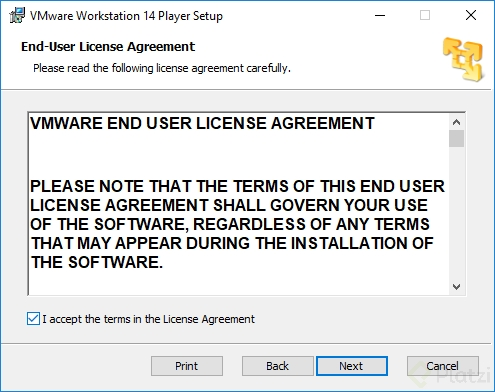 VMware Workstation 14 Player Setup
End-User License Agreement
Please read the following license agreement carefully.
VMWARE END USER LICENSE AGREEMENT
PLEASE NOTE THAT THE TERMS OF THIS END USER
LICENSE AGREEMENT SHALL GOVERN YOUR USE
OF THE SOFTWARE, REGARDLESS OF ANY TERMS
THAT MAY APPEAR DURING THE INSTALLATION OF
THE SOFTWARE.
I accept the terms in the License Agreement
Print Back Next Cancel
Platzi